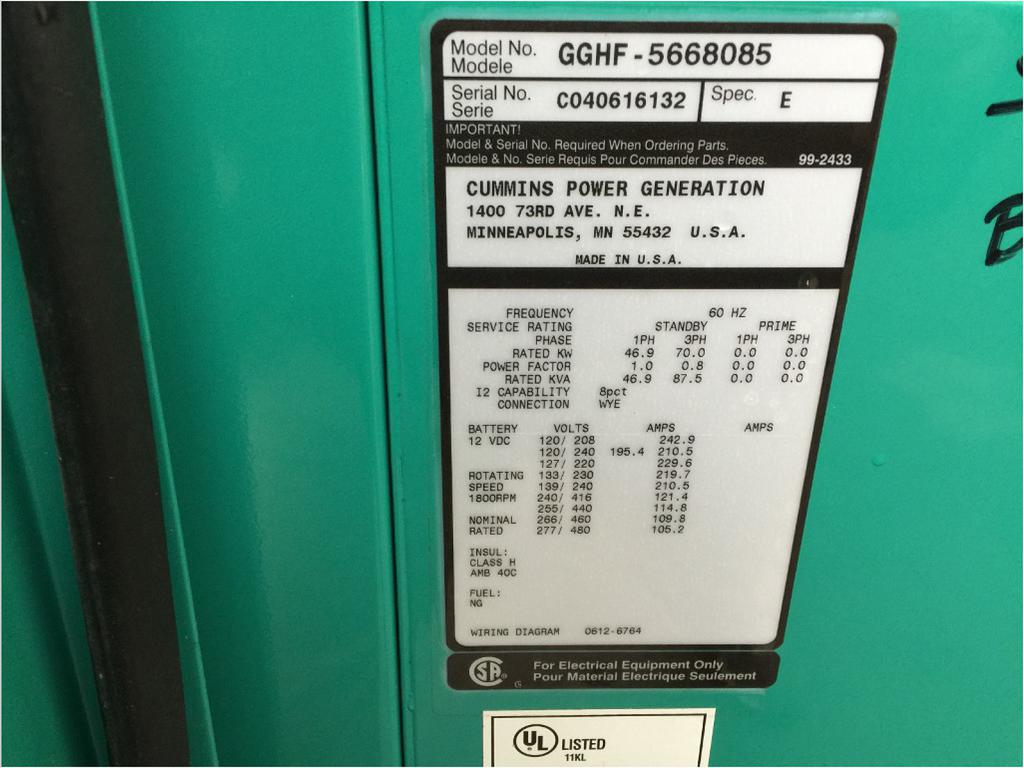 Model No. GGHF-5668085
Modele
Serial No. C040616132 Spec. E
Serie
IMPORTANT!
Model & Serial No. Required When Ordering Parts.
Modele & No. Serie Requis Pour Commander Des Pieces. 99-2433
CUMMINS POWER GENERATION
1400 73RD AVE. N.E.
MINNEAPOLIS, MN 55432 U.S.A.
MADE IN U.S.A.
FREQUENCY 60 HZ
SERVICE RATING STANDBY PRIME
PHASE 1PH 3PH 1PH 3PH
RATED KW 46.9 70.0 0.0 0.0
POWER FACTOR 1.0 0.8 0.0 0.0
RATED KVA 46.9 87.5 0.0 0.0
I2 CAPABILITY 8pct
CONNECTION WYE
BATTERY VOLTS AMPS AMPS
12 VDC 120/ 208 242.9
120/ 240 195.4 210.5
127/ 220 229.6
ROTATING 133/ 230 219.7
SPEED 139/ 240 210.5
1800RPM 240/ 416 121.4
255/ 440 114.8
NOMINAL 266/ 460 109.8
RATED 277/ 480 105.2
INSUL:
CLASS H
AMB 40C
FUEL:
NG
WIRING DIAGRAM 0612-6764
SA ® For Electrical Equipment Only
G Pour Material Electrique Seulement
UL LISTED
11KL